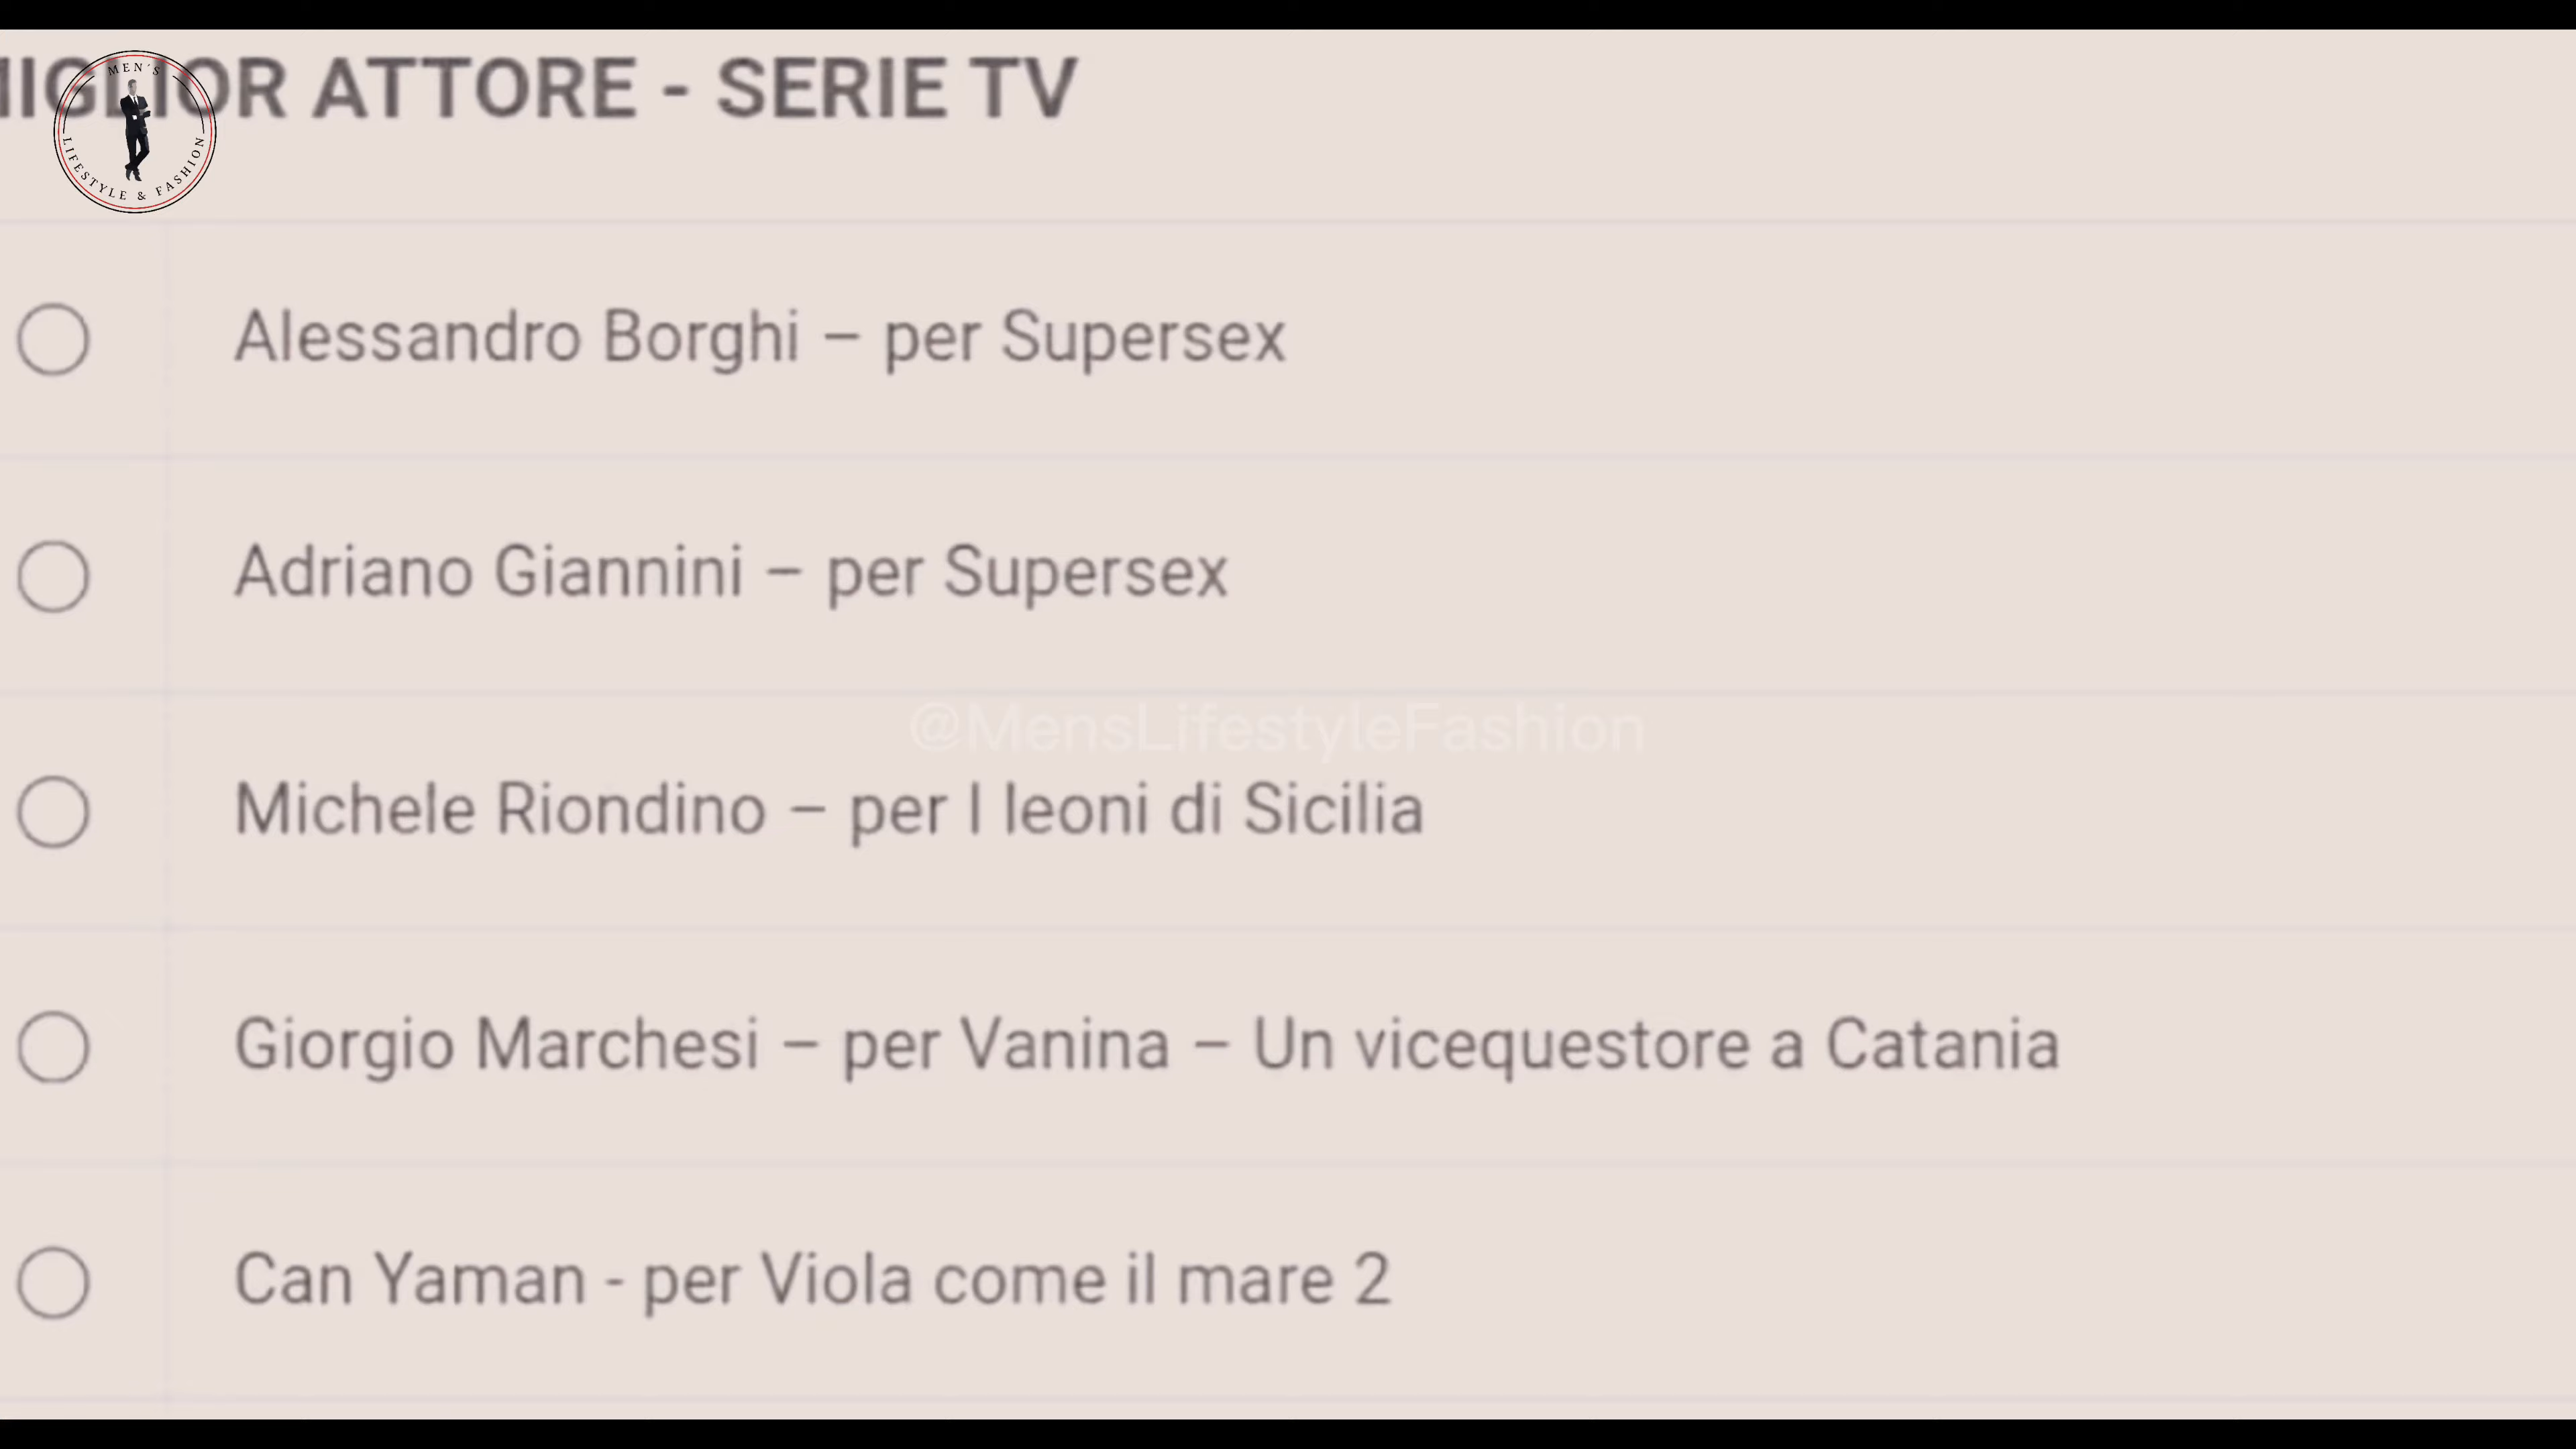 MIGLIOR ATTORE - SERIE TV
MEN'S
LIFESTYLE & FASHION
Alessandro Borghi – per Supersex
Adriano Giannini – per Supersex
@MensLifestyleFashion
Michele Riondino – per I leoni di Sicilia
Giorgio Marchesi – per Vanina – Un vicequestore a Catania
Can Yaman - per Viola come il mare 2